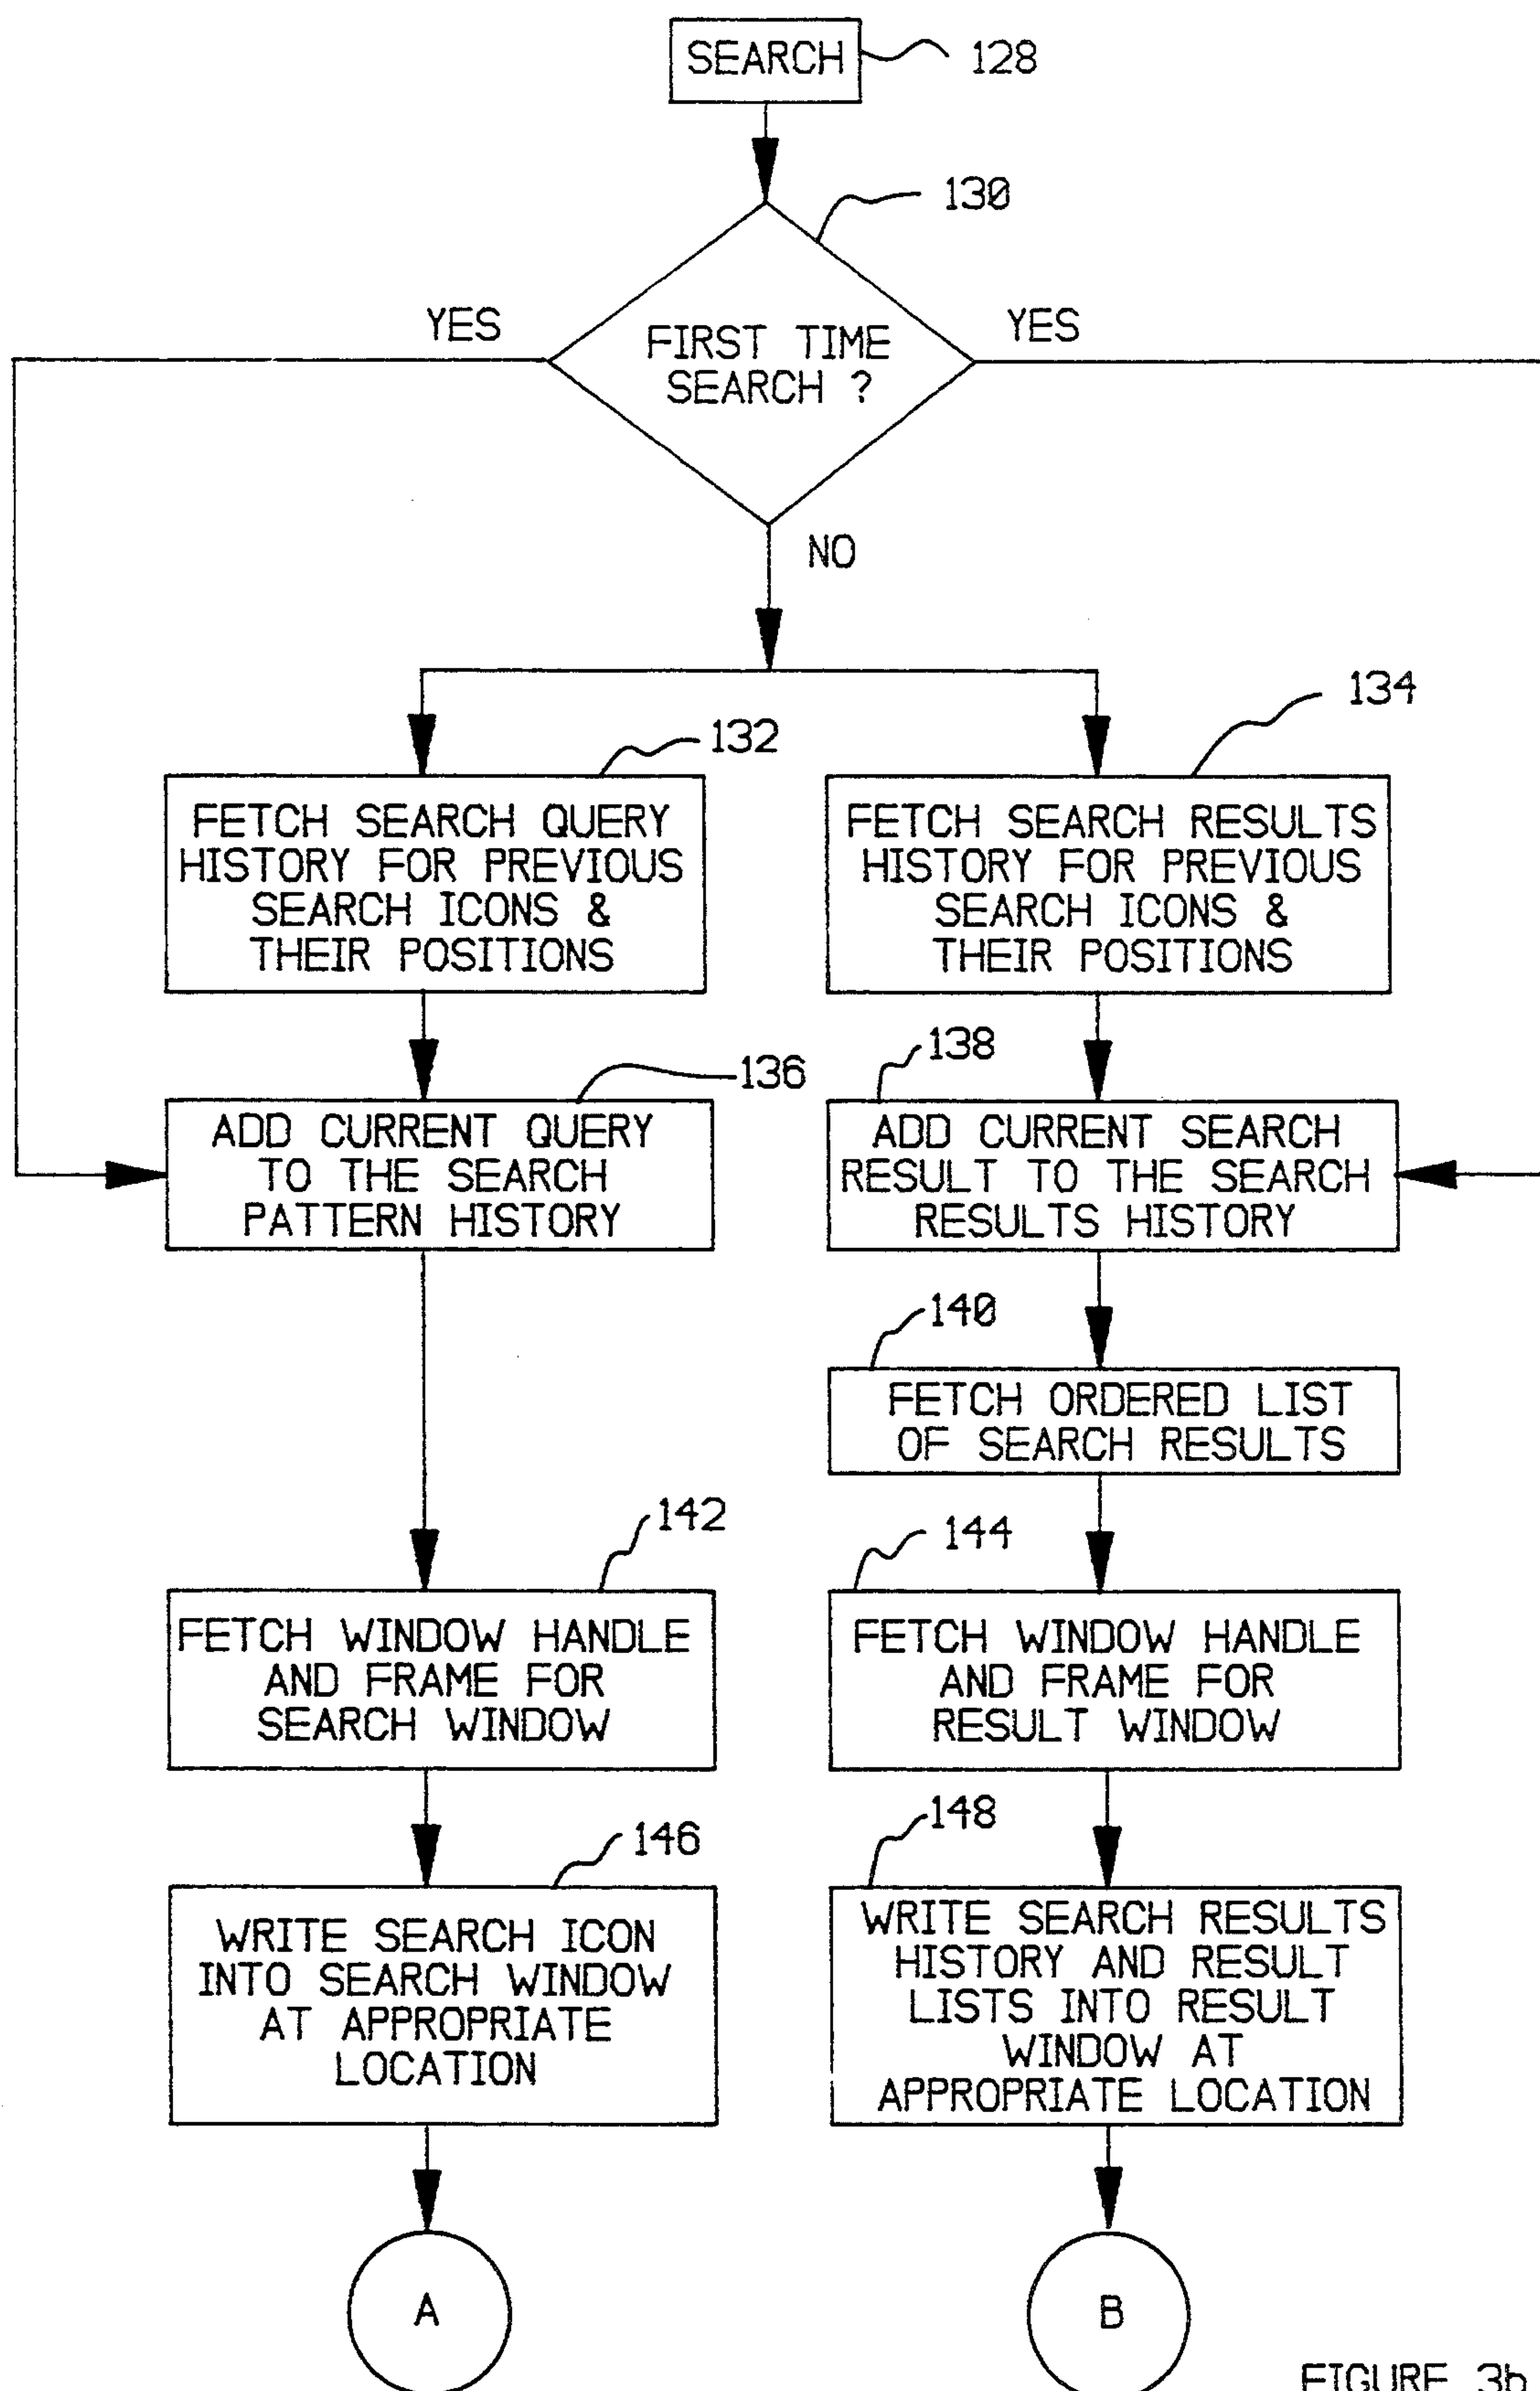 SEARCH
128
130
YES
YES
FIRST TIME
SEARCH ?
NO
134
132
FETCH SEARCH QUERY
HISTORY FOR PREVIOUS
SEARCH ICONS &
THEIR POSITIONS
FETCH SEARCH RESULTS
HISTORY FOR PREVIOUS
SEARCH ICONS &
THEIR POSITIONS
136
138
ADD CURRENT QUERY
TO THE SEARCH
PATTERN HISTORY
ADD CURRENT SEARCH
RESULT TO THE SEARCH
RESULTS HISTORY
140
FETCH ORDERED LIST
OF SEARCH RESULTS
142
144
FETCH WINDOW HANDLE
AND FRAME FOR
SEARCH WINDOW
FETCH WINDOW HANDLE
AND FRAME FOR
RESULT WINDOW
146
148
WRITE SEARCH ICON
INTO SEARCH WINDOW
AT APPROPRIATE
LOCATION
WRITE SEARCH RESULTS
HISTORY AND RESULT
LISTS INTO RESULT
WINDOW AT
APPROPRIATE LOCATION
A
B
FIGURE 3b